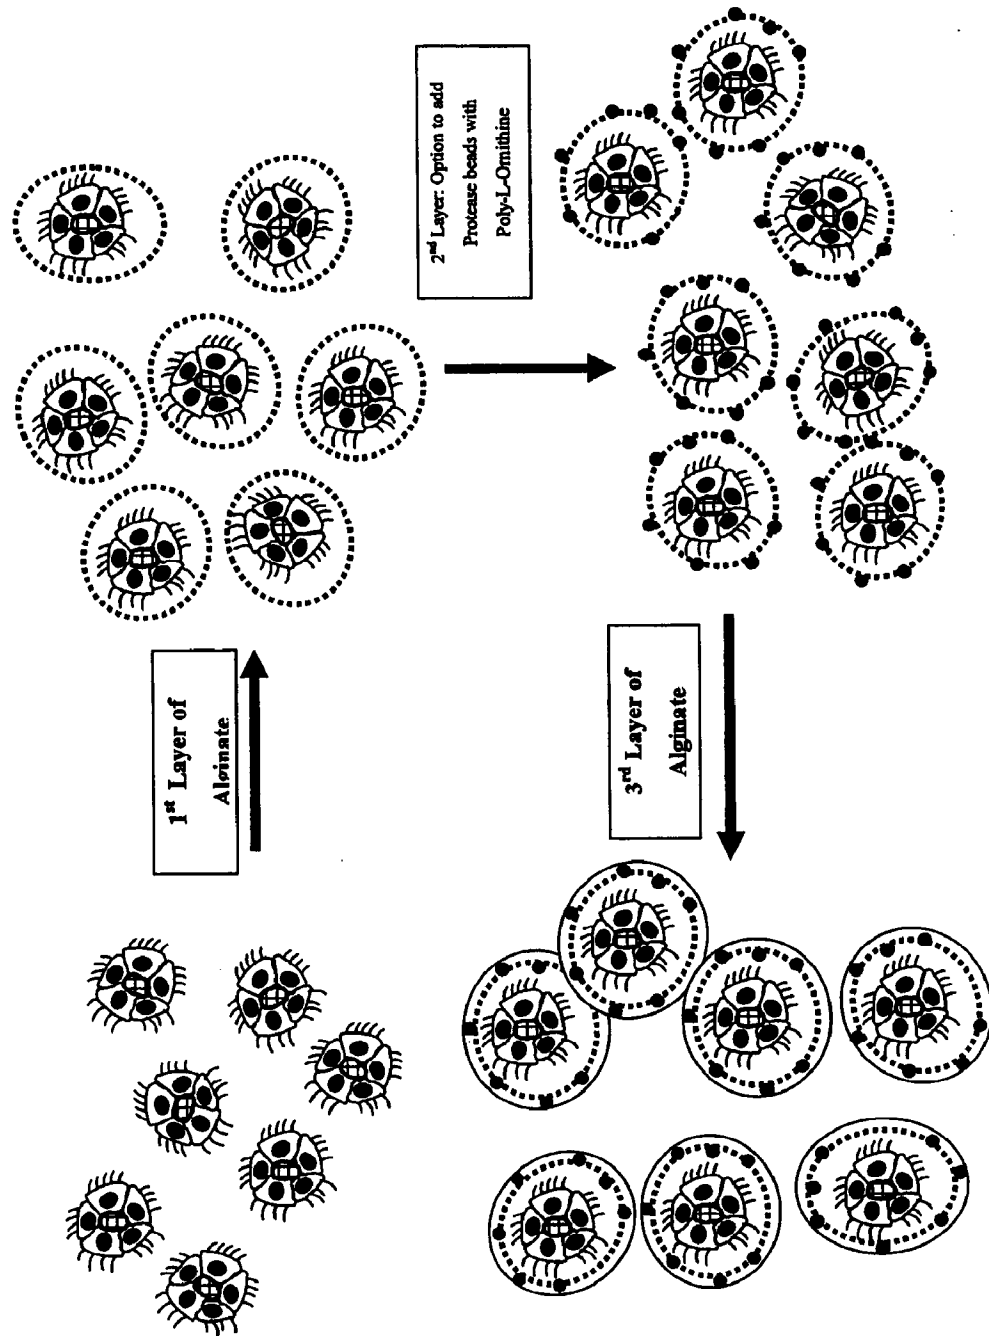 1st Layer of
Alginate
2nd Layer: Option to add
Protease beads with
Poly-L-Ornithine
3rd Layer of
Alginate